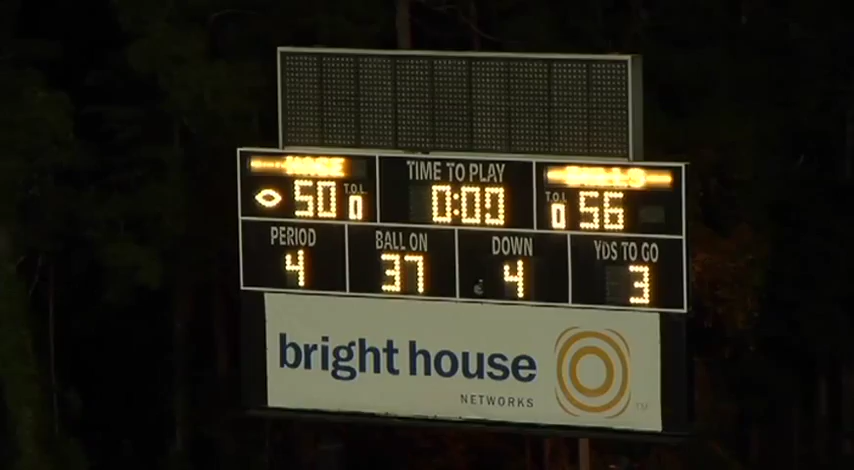 TIME TO PLAY
50 T.O.L 0 0:00 T.O.L 0 56
PERIOD BALL ON DOWN YDS TO GO
4 37 4 3
bright house
NETWORKS
TM